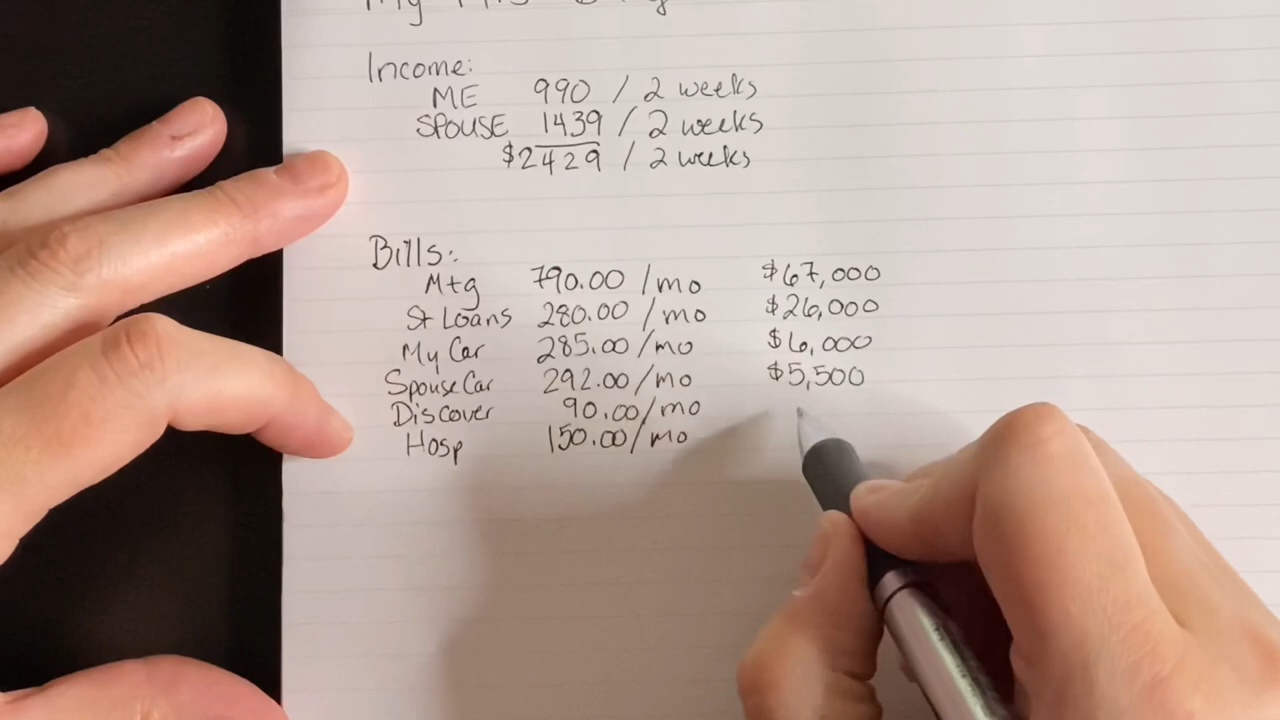 My
Income:
ME 990 / 2 weeks
SPOUSE 1439 / 2 weeks
$2429 / 2 weeks
Bills:
Mtg 790.00 /mo $67,000
St Loans 280.00 /mo $26,000
My Car 285.00 /mo $6,000
Spouse Car 292.00 /mo $5,500
Discover 90.00/mo
Hosp 150.00/mo